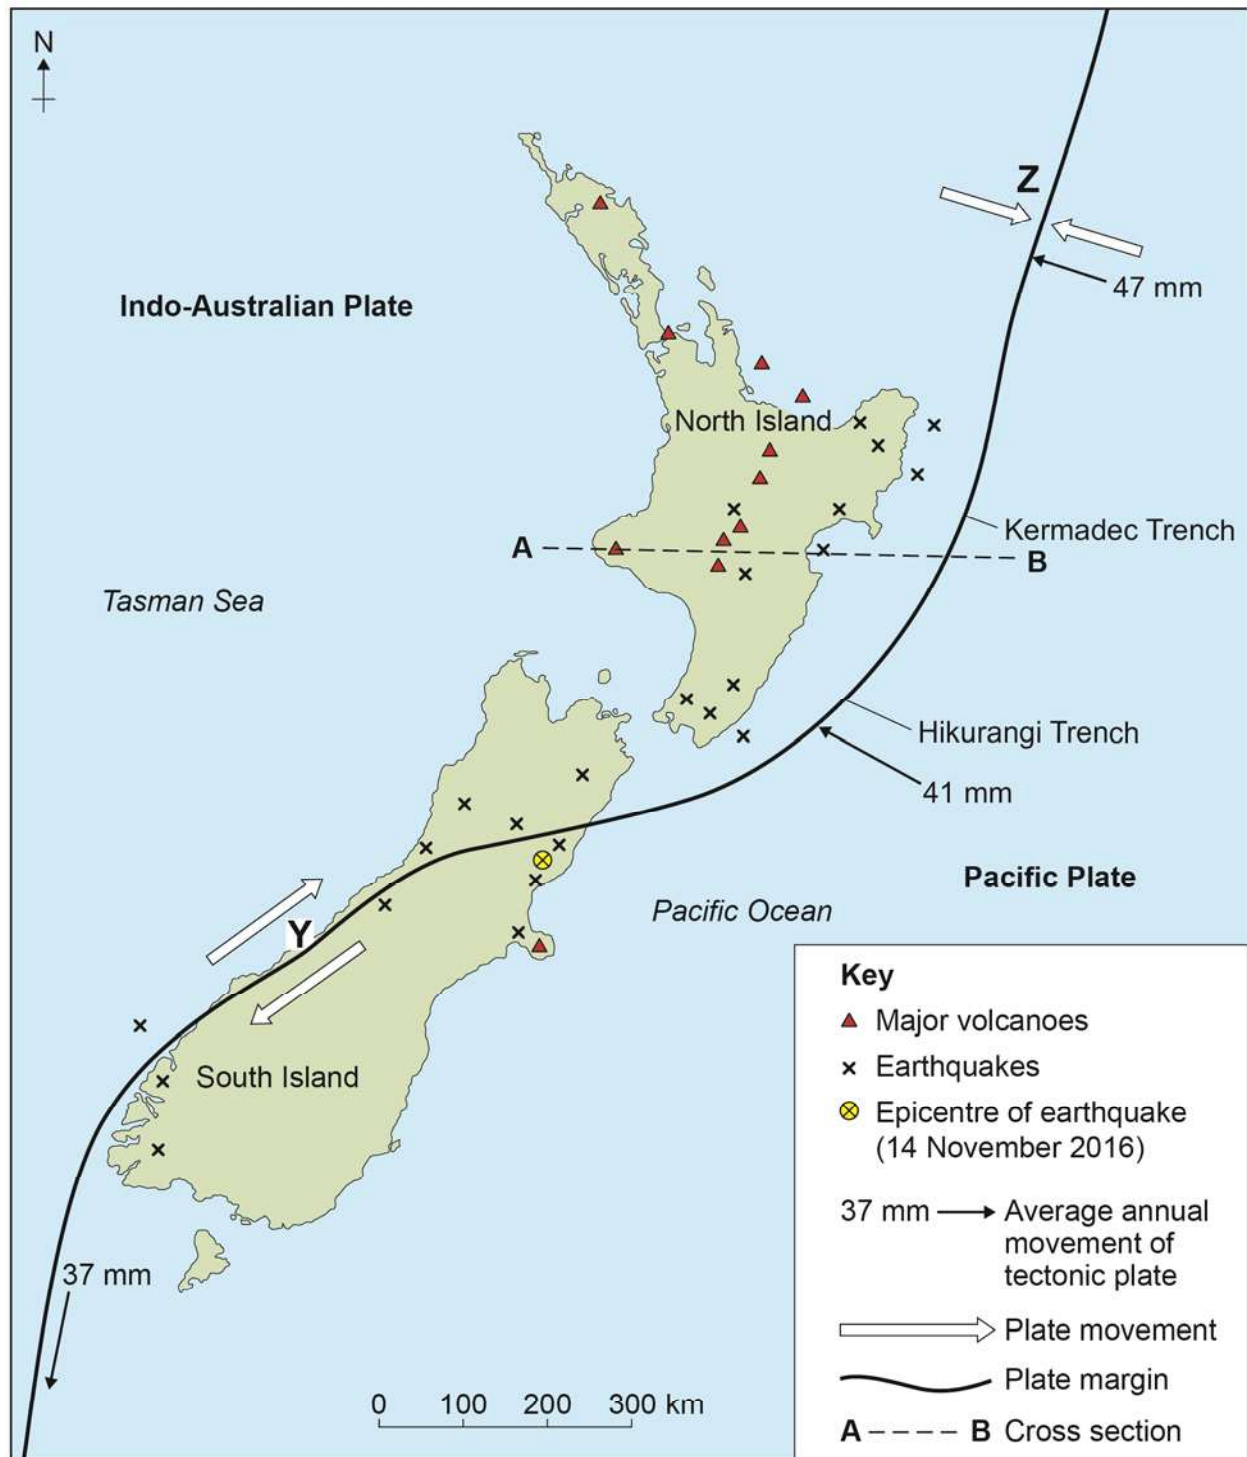 N
Z
47 mm
Indo-Australian Plate
North Island
Kermadec Trench
A
B
Tasman Sea
Hikurangi Trench
41 mm
Pacific Plate
Pacific Ocean
Y
South Island
37 mm
0 100 200 300 km
Key
Major volcanoes
Earthquakes
Epicentre of earthquake
(14 November 2016)
37 mm
Average annual
movement of
tectonic plate
Plate movement
Plate margin
A B Cross section